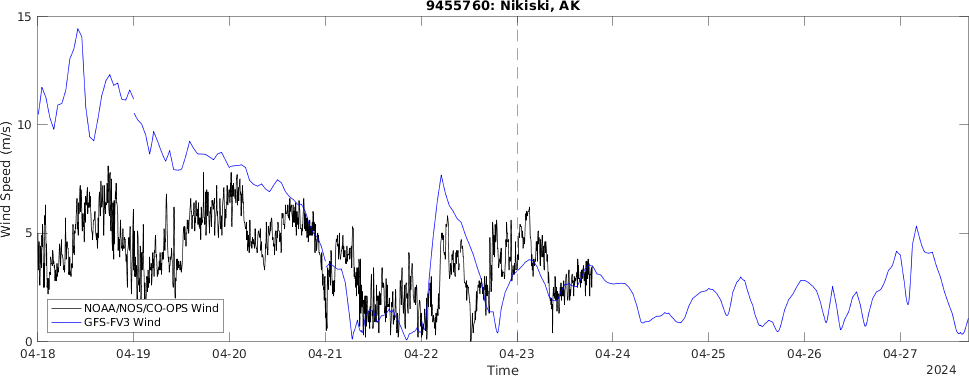 9455760: Nikiski, AK
Wind Speed (m/s)
15
10
5
0
NOAA/NOS/CO-OPS Wind
GFS-FV3 Wind
04-18 04-19 04-20 04-21 04-22 04-23 04-24 04-25 04-26 04-27
Time
2024